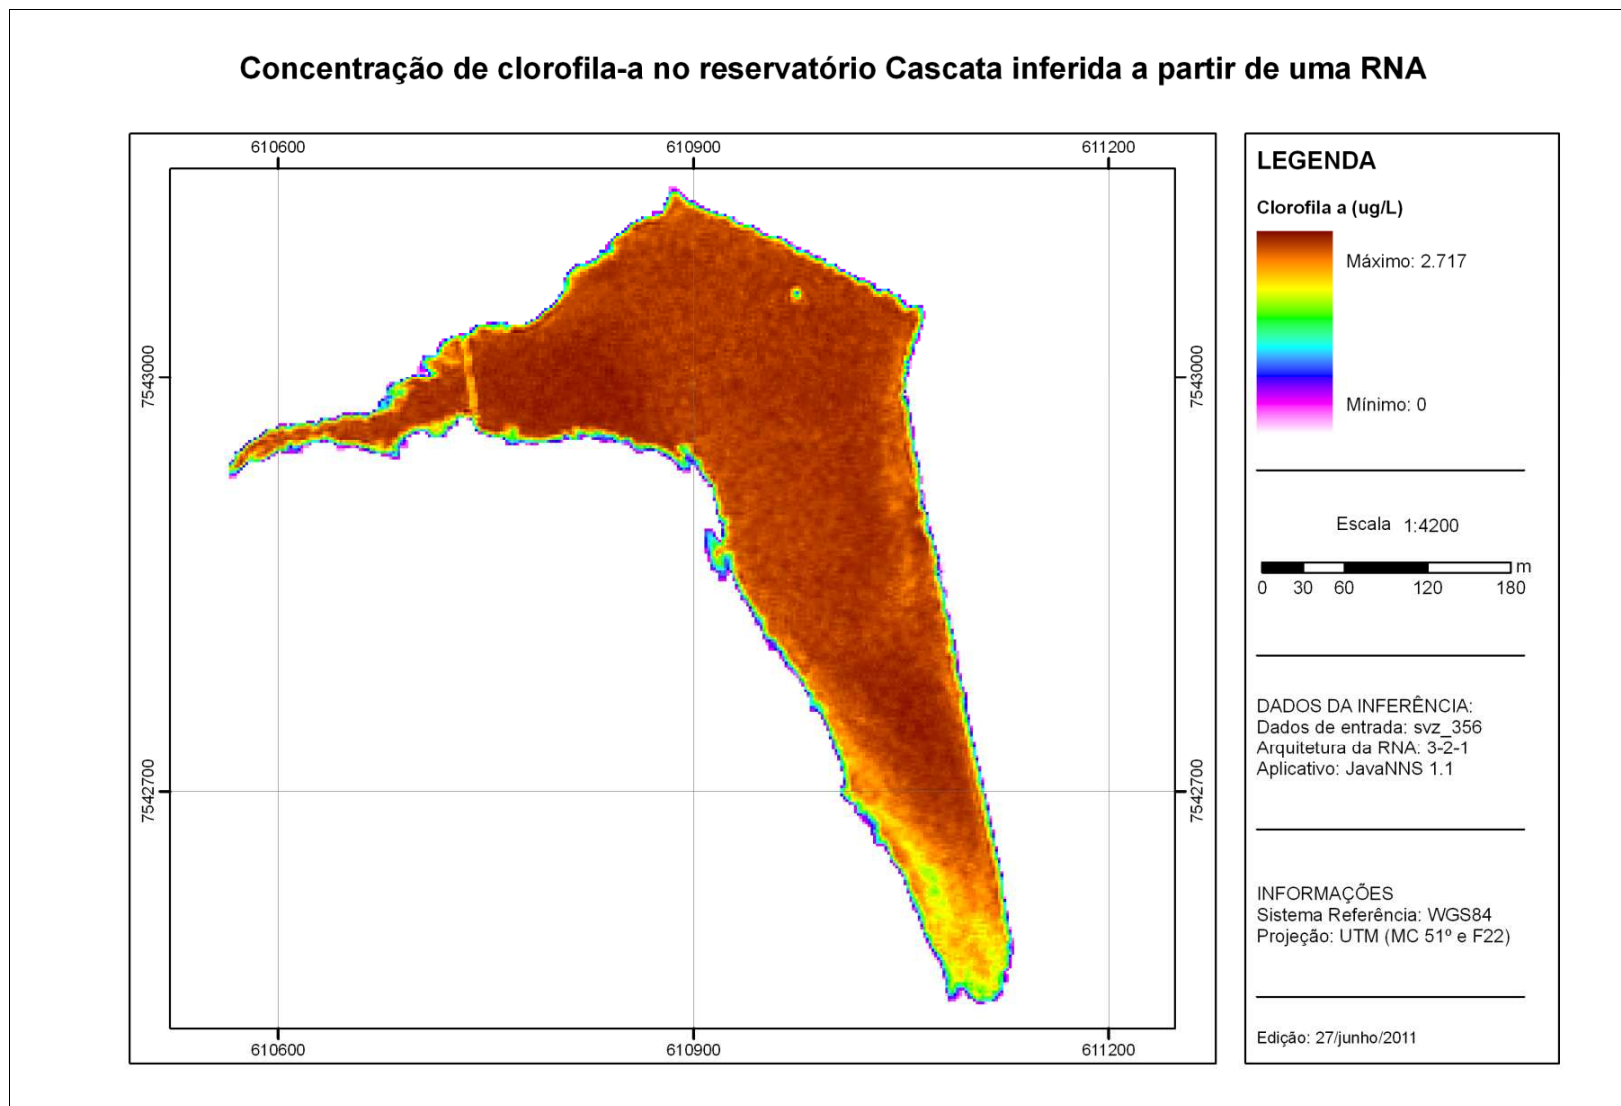 Concentração de clorofila-a no reservatório Cascata inferida a partir de uma RNA
610600
610900
611200
7543000
7543000
7542700
7542700
610600
610900
611200
LEGENDA
Clorofila a (ug/L)
Máximo: 2.717
Mínimo: 0
Escala 1:4200
m
0 30 60 120 180
DADOS DA INFERÊNCIA:
Dados de entrada: svz_356
Arquitetura da RNA: 3-2-1
Aplicativo: JavaNNS 1.1
INFORMAÇÕES
Sistema Referência: WGS84
Projeção: UTM (MC 51º e F22)
Edição: 27/junho/2011